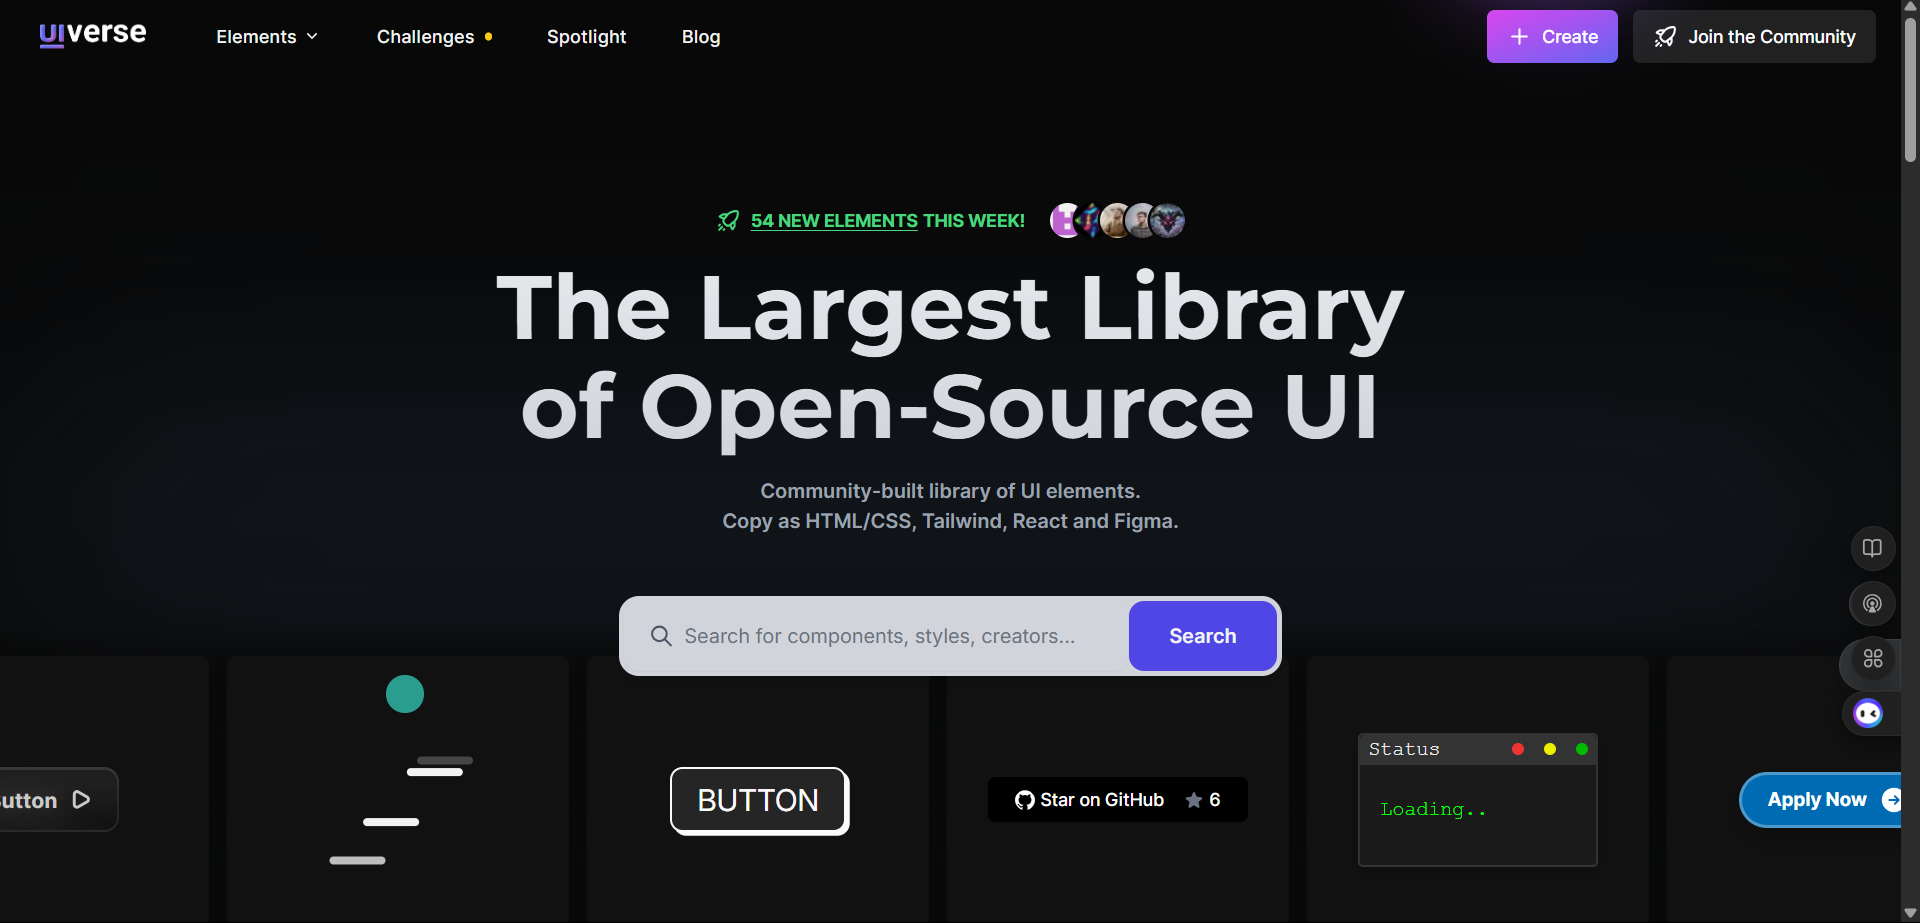 uiverse
Elements
Challenges
Spotlight
Blog
Create
Join the Community
54 NEW ELEMENTS THIS WEEK!
The Largest Library
of Open-Source UI
Community-built library of UI elements.
Copy as HTML/CSS, Tailwind, React and Figma.
Search for components, styles, creators...
Search
utton
BUTTON
Star on GitHub
6
Status
Loading..
Apply Now